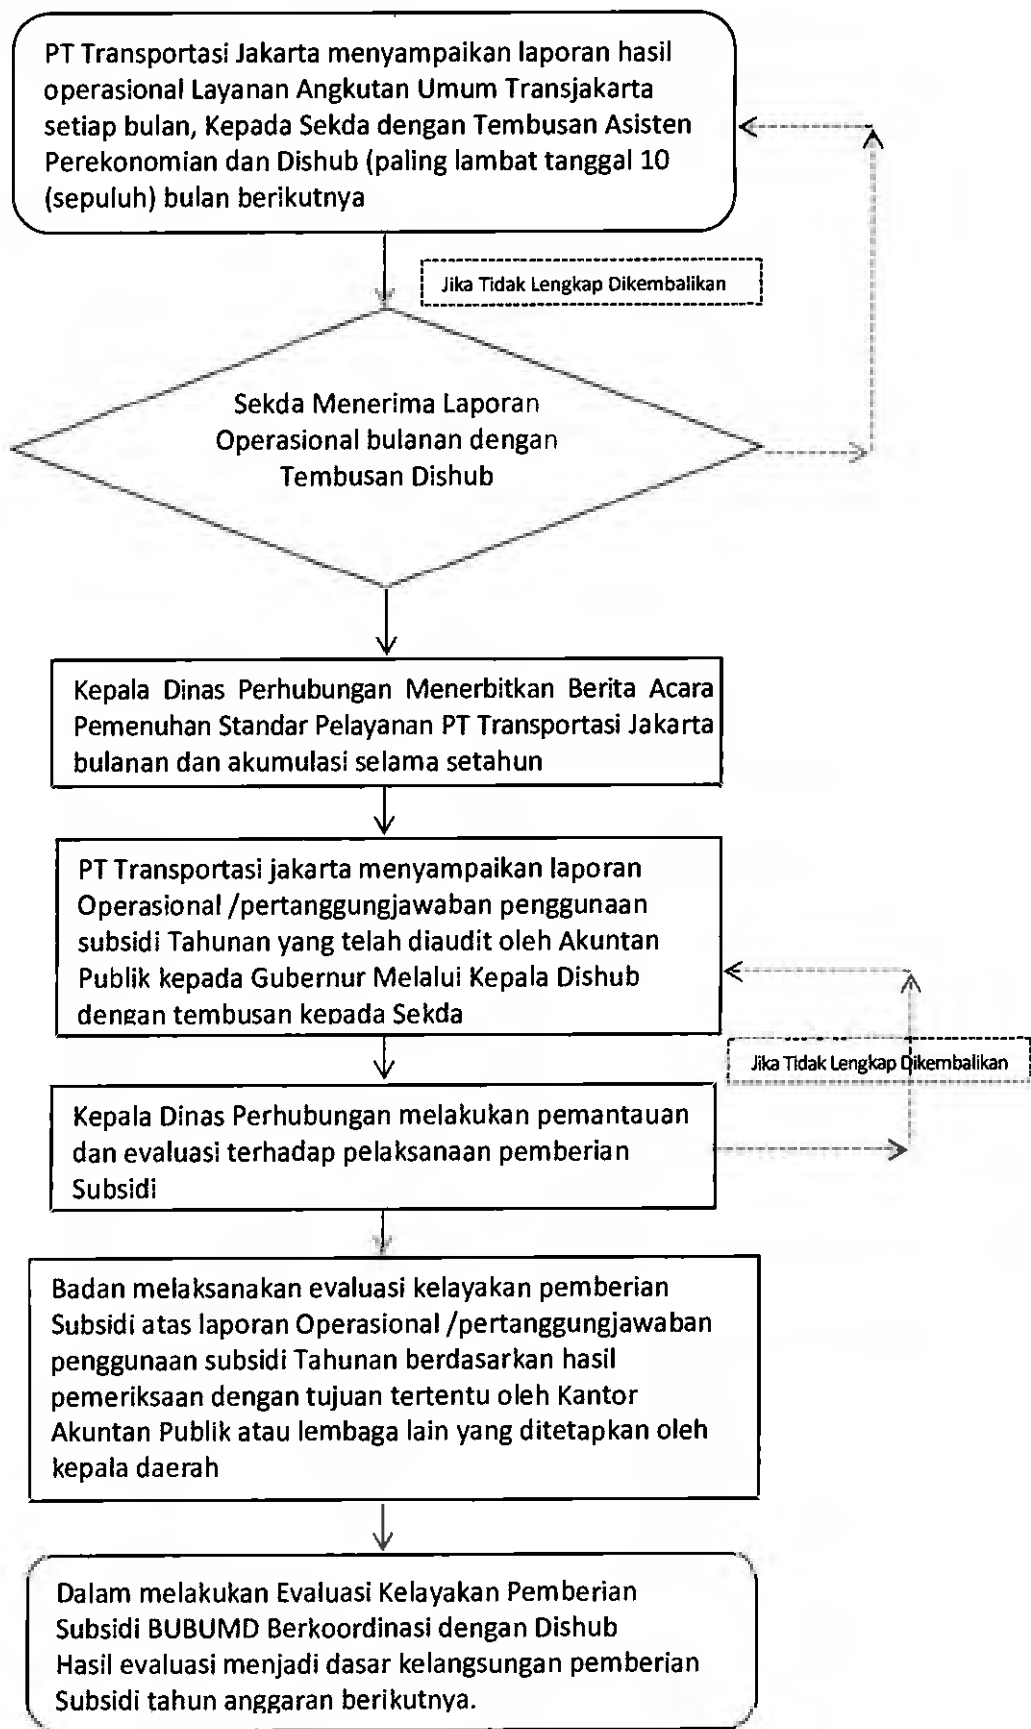 PT Transportasi Jakarta menyampaikan laporan hasil
operasional Layanan Angkutan Umum Transjakarta
setiap bulan, Kepada Sekda dengan Tembusan Asisten
Perekonomian dan Dishub (paling lambat tanggal 10
(sepuluh) bulan berikutnya
Jika Tidak Lengkap Dikembalikan
Sekda Menerima Laporan
Operasional bulanan dengan
Tembusan Dishub
Kepala Dinas Perhubungan Menerbitkan Berita Acara
Pemenuhan Standar Pelayanan PT Transportasi Jakarta
bulanan dan akumulasi selama setahun
PT Transportasi jakarta menyampaikan laporan
Operasional /pertanggungjawaban penggunaan
subsidi Tahunan yang telah diaudit oleh Akuntan
Publik kepada Gubernur Melalui Kepala Dishub
dengan tembusan kepada Sekda
Jika Tidak Lengkap Dikembalikan
Kepala Dinas Perhubungan melakukan pemantauan
dan evaluasi terhadap pelaksanaan pemberian
Subsidi
Badan melaksanakan evaluasi kelayakan pemberian
Subsidi atas laporan Operasional /pertanggungjawaban
penggunaan subsidi Tahunan berdasarkan hasil
pemeriksaan dengan tujuan tertentu oleh Kantor
Akuntan Publik atau lembaga lain yang ditetapkan oleh
kepala daerah
Dalam melakukan Evaluasi Kelayakan Pemberian
Subsidi BUBUMD Berkoordinasi dengan Dishub
Hasil evaluasi menjadi dasar kelangsungan pemberian
Subsidi tahun anggaran berikutnya.